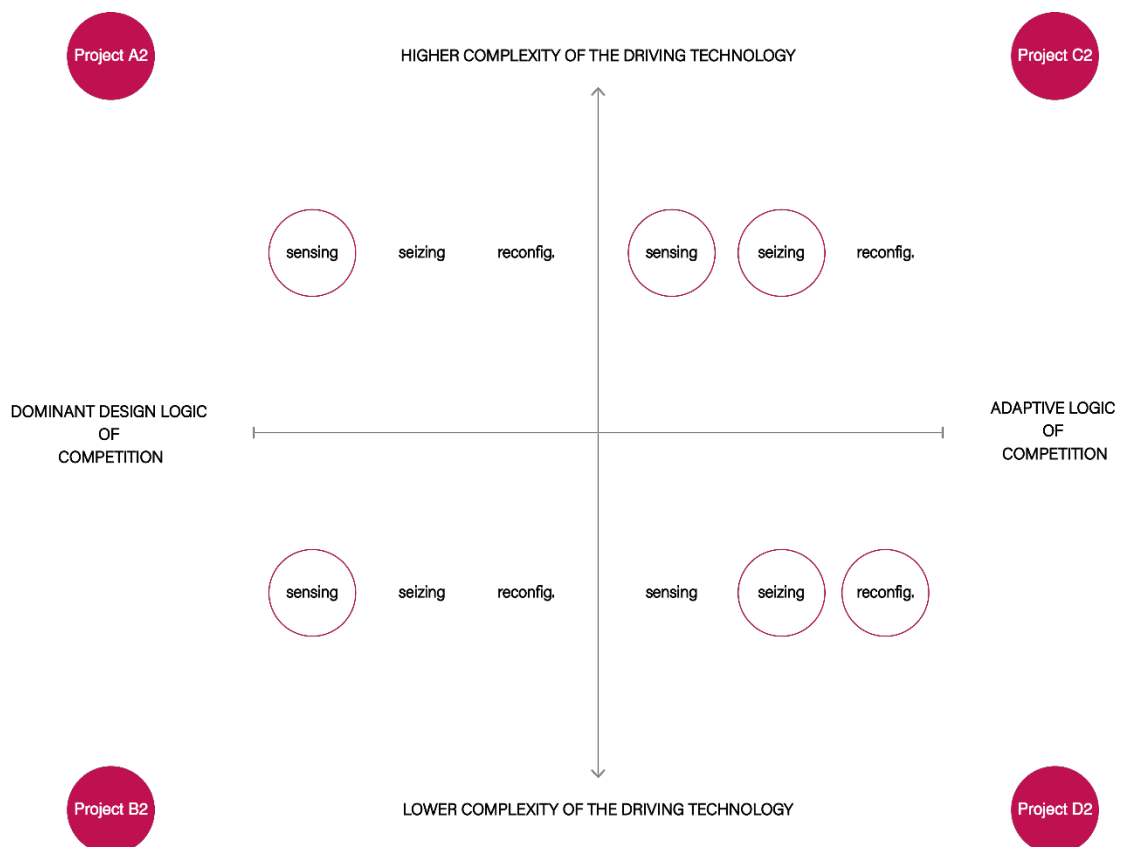 Project A2
HIGHER COMPLEXITY OF THE DRIVING TECHNOLOGY
Project C2
sensing seizing reconfig.
sensing seizing reconfig.
DOMINANT DESIGN LOGIC
OF
COMPETITION
ADAPTIVE LOGIC
OF
COMPETITION
sensing seizing reconfig.
sensing seizing reconfig.
Project B2
LOWER COMPLEXITY OF THE DRIVING TECHNOLOGY
Project D2